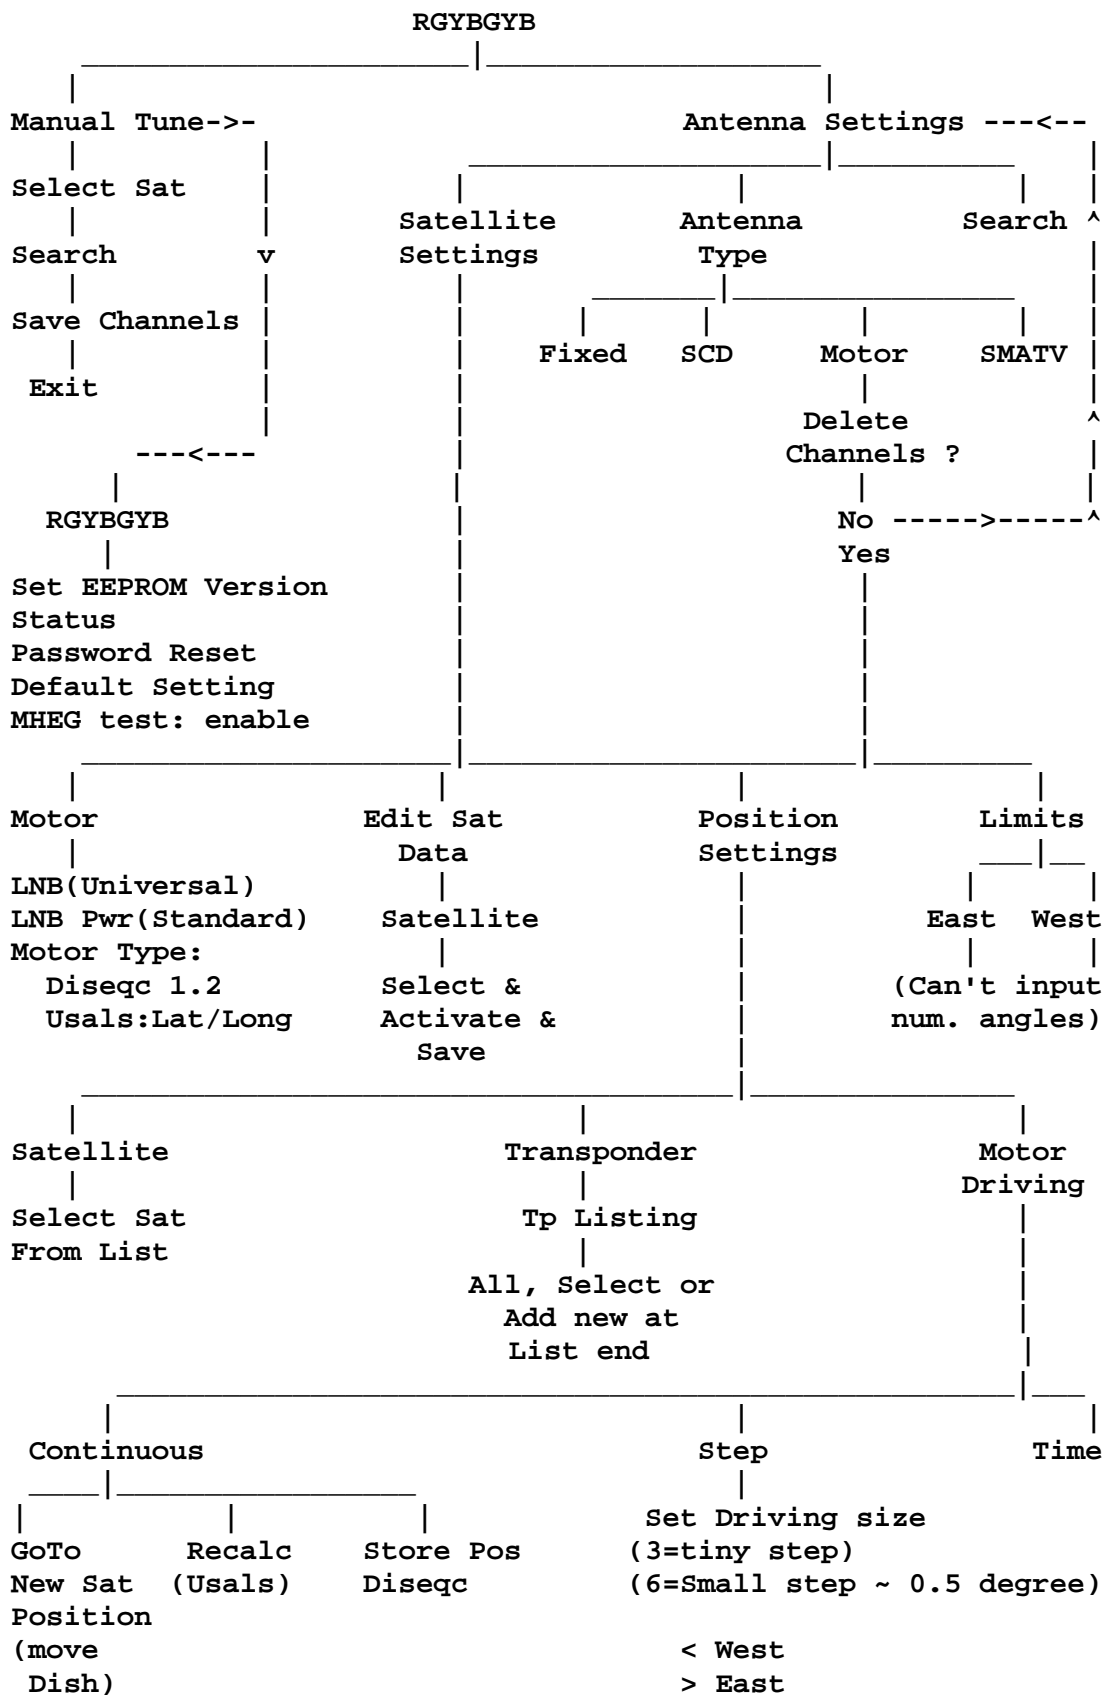 RGYBGYB
Manual Tune->- Antenna Settings ---<--
Select Sat
Satellite Antenna Search ^
Search v Settings Type
Save Channels
Fixed SCD Motor SMATV
Exit
Delete ^
---<--- Channels ?
RGYBGYB No ----->-----^
Yes
Set EEPROM Version
Status
Password Reset
Default Setting
MHEG test: enable
Motor Edit Sat Position Limits
Data Settings
LNB(Universal)
LNB Pwr(Standard) Satellite East West
Motor Type:
Diseqc 1.2 Select & (Can't input
Usals:Lat/Long Activate & num. angles)
Save
Satellite Transponder Motor
Driving
Select Sat Tp Listing
From List
All, Select or
Add new at
List end
Continuous Step Time
Set Driving size
GoTo Recalc Store Pos (3=tiny step)
New Sat (Usals) Diseqc (6=Small step ~ 0.5 degree)
Position
(move < West
Dish) > East